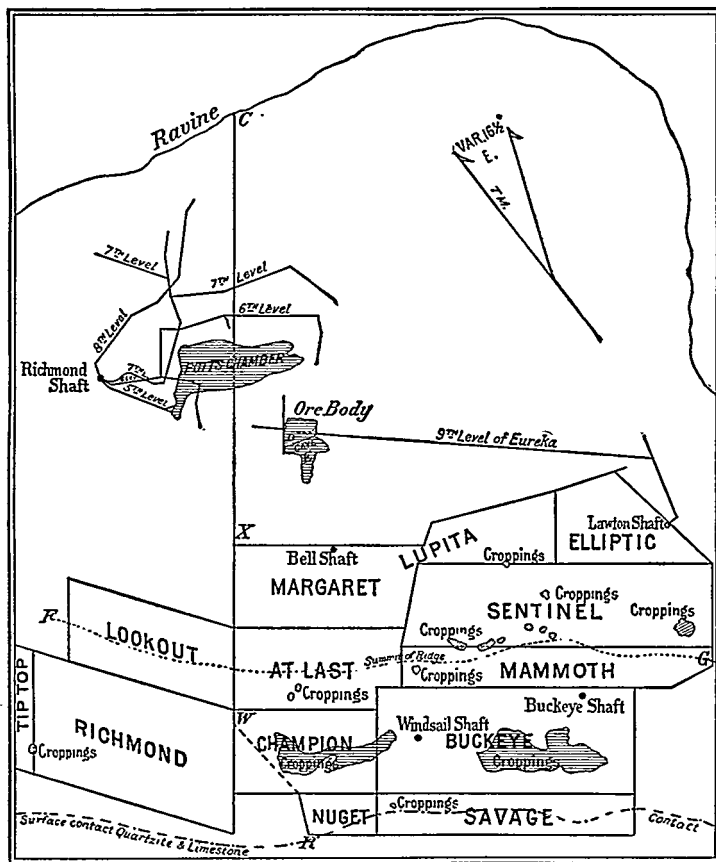 Ravine
C
VAR. 16½
E.
T.M.
7TH Level
7TH Level
6TH Level
8TH Level
POTTS CHAMBER
Richmond
Shaft
7TH
5TH Level
Ore Body
9TH Level of Eureka
X
Bell Shaft
MARGARET
LUPITA
Lawton Shaft
ELLIPTIC
Croppings
Croppings
SENTINEL
Croppings
Croppings
F
LOOKOUT
AT LAST
Summit of Ridge
G
MAMMOTH
Croppings
Croppings
Buckeye Shaft
TIP TOP
RICHMOND
Croppings
W
CHAMPION
Croppings
Windsail Shaft
BUCKEYE
Croppings
NUGET
Croppings
SAVAGE
Surface contact Quartzite & Limestone
Contact